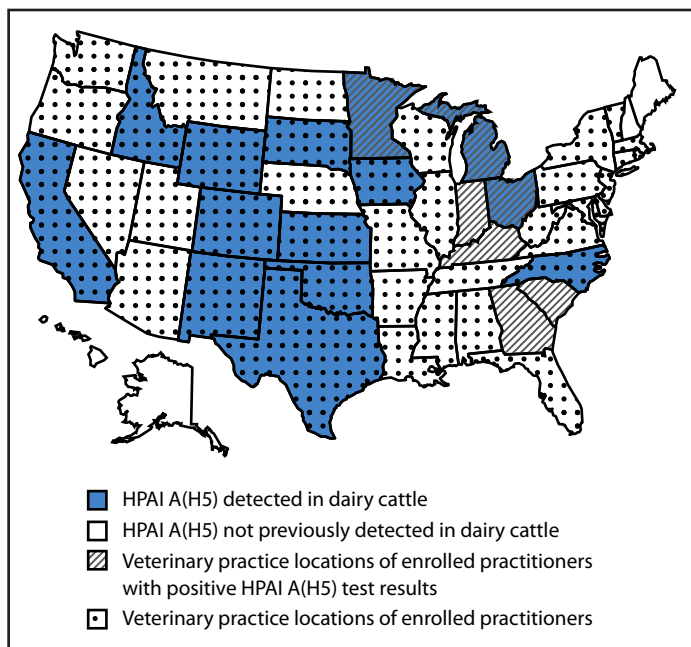 HPAI A(H5) detected in dairy cattle
HPAI A(H5) not previously detected in dairy cattle
Veterinary practice locations of enrolled practitioners
with positive HPAI A(H5) test results
Veterinary practice locations of enrolled practitioners